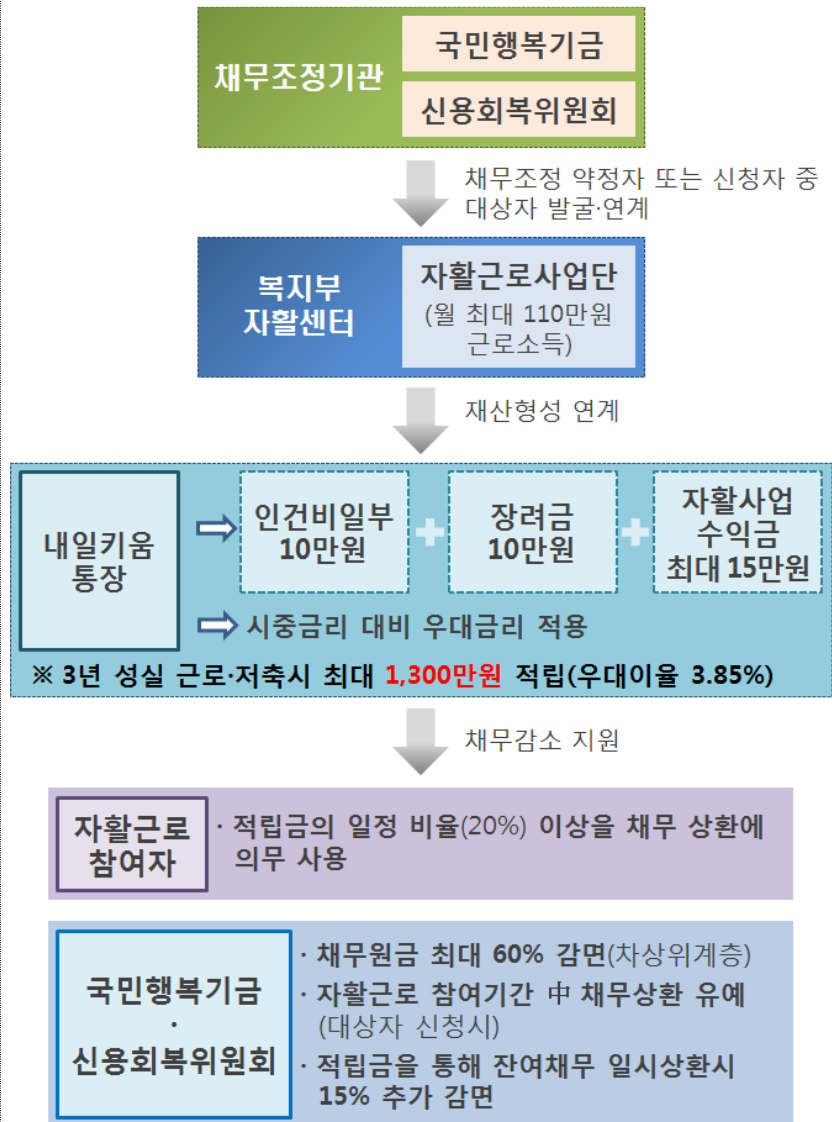 채무조정기관
국민행복기금
신용회복위원회
채무조정 약정자 또는 신청자 중
대상자 발굴·연계
복지부
자활센터
자활근로사업단
(월 최대 110만원
근로소득)
재산형성 연계
내일키움
통장
인건비일부
10만원
+
장려금
10만원
+
자활사업
수익금
최대 15만원
시중금리 대비 우대금리 적용
※ 3년 성실 근로·저축시 최대 1,300만원 적립(우대이율 3.85%)
채무감소 지원
자활근로
참여자
· 적립금의 일정 비율(20%) 이상을 채무 상환에
의무 사용
국민행복기금
·
신용회복위원회
· 채무원금 최대 60% 감면(차상위계층)
· 자활근로 참여기간 中 채무상환 유예
(대상자 신청시)
· 적립금을 통해 잔여채무 일시상환시
15% 추가 감면